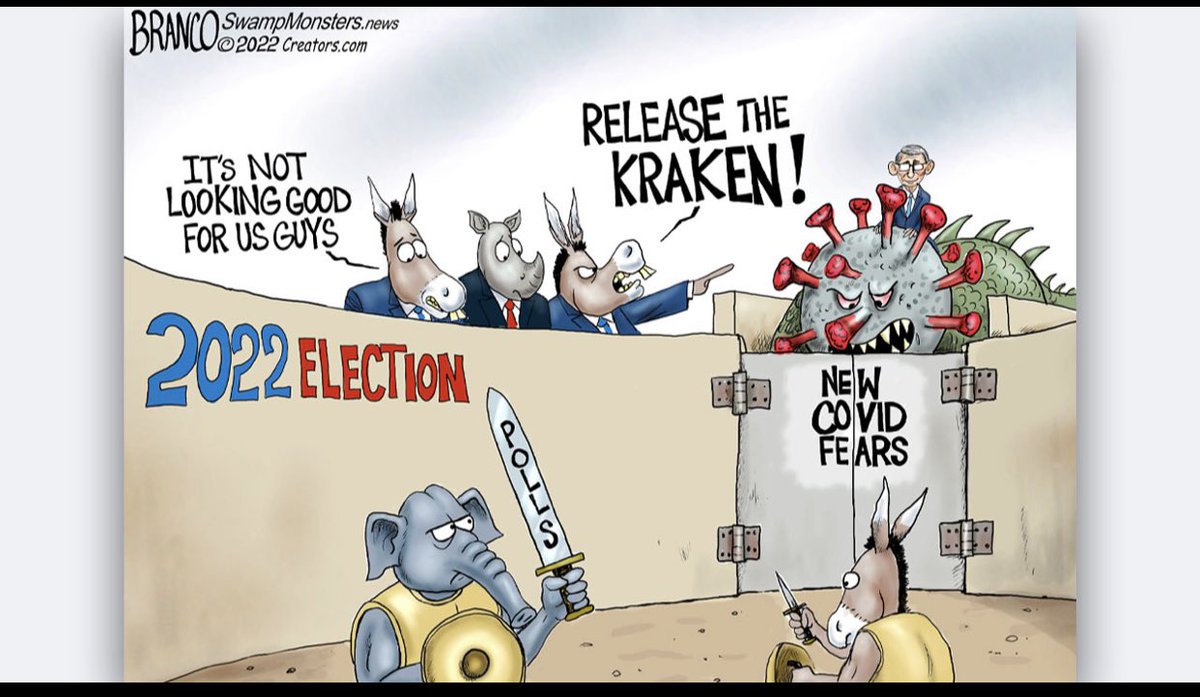 BRANCO SwampMonsters.news
©2022 Creators.com
IT'S NOT
LOOKING GOOD
FOR US GUYS
RELEASE THE
KRAKEN!
2022 ELECTION
POLLS
NEW
COVID
FEARS